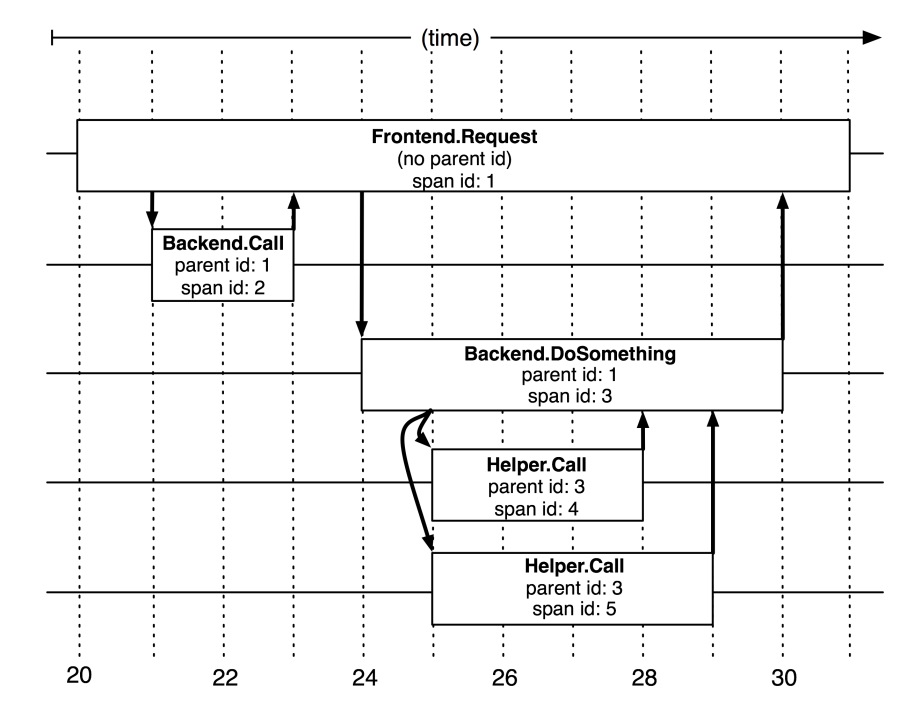 (time)
Frontend.Request
(no parent id)
span id: 1
Backend.Call
parent id: 1
span id: 2
Backend.DoSomething
parent id: 1
span id: 3
Helper.Call
parent id: 3
span id: 4
Helper.Call
parent id: 3
span id: 5
20 22 24 26 28 30